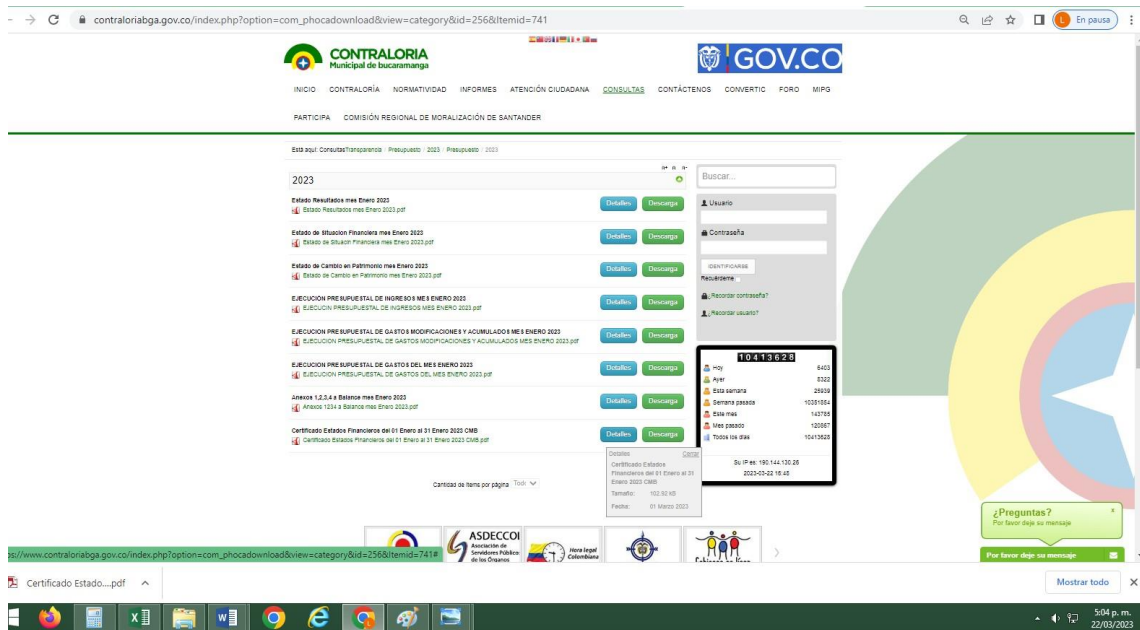 contraloriabga.gov.co/index.php?option=com_phocadownload&view=category&id=256&Itemid=741
L En pausa
CONTRALORIA
Municipal de bucaramanga
GOV.CO
INICIO CONTRALORÍA NORMATIVIDAD INFORMES ATENCIÓN CIUDADANA CONSULTAS CONTÁCTENOS CONVERTIC FORO MIPG
PARTICIPA COMISIÓN REGIONAL DE MORALIZACIÓN DE SANTANDER
Está aquí: ConsultasTransparencia / Presupuesto / 2023 / Presupuesto / 2023
2023
Estado Resultados mes Enero 2023
Estado Resultados mes Enero 2023.pdf
Detalles Descarga
Estado de Situacion Financiera mes Enero 2023
Estado de Situacin Financiera mes Enero 2023.pdf
Detalles Descarga
Estado de Cambio en Patrimonio mes Enero 2023
Estado de Cambio en Patrimonio mes Enero 2023.pdf
Detalles Descarga
EJECUCIÓN PRESUPUESTAL DE INGRESOS MES ENERO 2023
EJECUCIN PRESUPUESTAL DE INGRESOS MES ENERO 2023.pdf
Detalles Descarga
EJECUCION PRESUPUESTAL DE GASTOS MODIFICACIONES Y ACUMULADOS MES ENERO 2023
EJECUCION PRESUPUESTAL DE GASTOS MODIFICACIONES Y ACUMULADOS MES ENERO 2023.pdf
Detalles Descarga
EJECUCION PRESUPUESTAL DE GASTOS DEL MES ENERO 2023
EJECUCION PRESUPUESTAL DE GASTOS DEL MES ENERO 2023.pdf
Detalles Descarga
Anexos 1,2,3,4 a Balance mes Enero 2023
Anexos 1234 a Balance mes Enero 2023.pdf
Detalles Descarga
Certificado Estados Financieros del 01 Enero al 31 Enero 2023 CMB
Certificado Estados Financieros del 01 Enero al 31 Enero 2023 CMB.pdf
Detalles Descarga
Detalles Cerrar
Certificado Estados
Financieros del 01 Enero al 31
Enero 2023 CMB
Tamaño: 102.92 kB
Fecha: 01 Marzo 2023
Cantidad de items por página Todo
Buscar...
Usuario
Contraseña
IDENTIFICARSE
Recuérdeme
¿Recordar contraseña?
¿Recordar usuario?
10413628
Hoy 6403
Ayer 8322
Esta semana 25939
Semana pasada 10351884
Este mes 143785
Mes pasado 120867
Todos los días 10413628
Su IP es: 190.144.130.26
2023-03-22 16:45
ASDECCOL
Asociación de
Servidores Público
de los Órganos
Hora legal
Colombiana
¿Preguntas? x
Por favor deje su mensaje
Por favor deje su mensaje
www.contraloriabga.gov.co/index.php?option=com_phocadownload&view=category&id=256&Itemid=741#
Certificado Estado....pdf
Mostrar todo
5:04 p. m.
22/03/2023